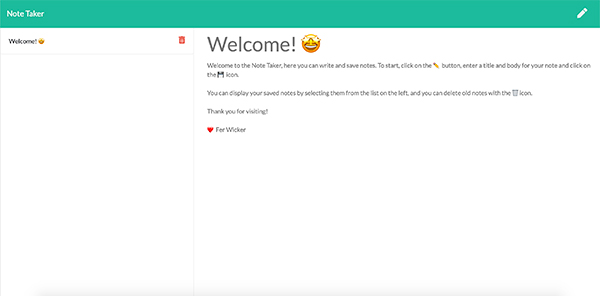 Note Taker
Welcome! 🤩
Welcome! 🤩
Welcome to the Note Taker, here you can write and save notes. To start, click on the ✏️ button, enter a title and body for your note and click on
the 💾 icon.
You can display your saved notes by selecting them from the list on the left, and you can delete old notes with the 🗑 icon.
Thank you for visiting!
❤️ Fer Wicker